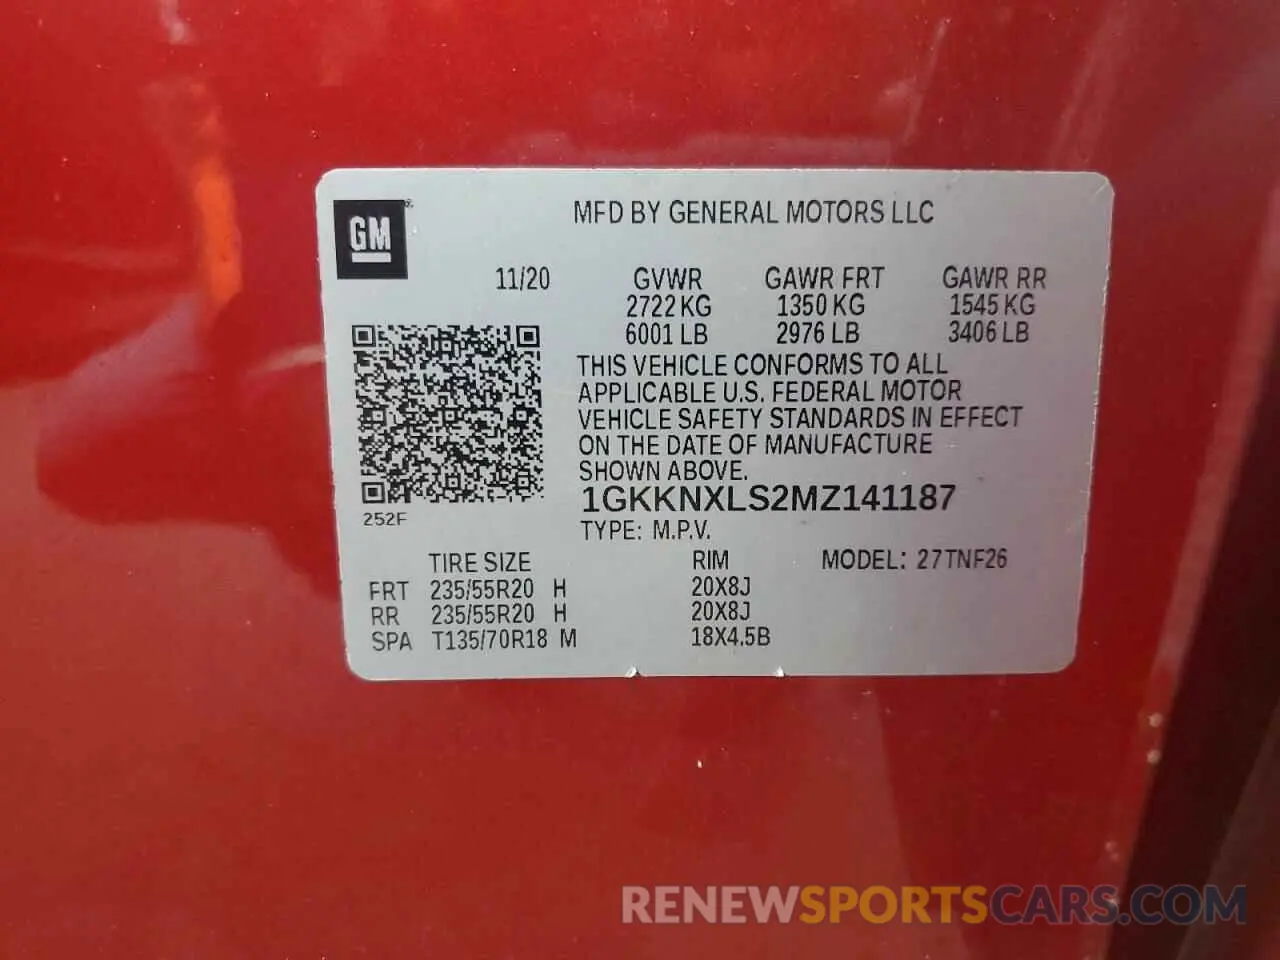 GM®
MFD BY GENERAL MOTORS LLC
11/20 GVWR GAWR FRT GAWR RR
2722 KG 1350 KG 1545 KG
6001 LB 2976 LB 3406 LB
THIS VEHICLE CONFORMS TO ALL
APPLICABLE U.S. FEDERAL MOTOR
VEHICLE SAFETY STANDARDS IN EFFECT
ON THE DATE OF MANUFACTURE
SHOWN ABOVE.
1GKKNXLS2MZ141187
252F
TYPE: M.P.V.
TIRE SIZE RIM MODEL: 27TNF26
FRT 235/55R20 H 20X8J
RR 235/55R20 H 20X8J
SPA T135/70R18 M 18X4.5B
RENEWSPORTSCARS.COM